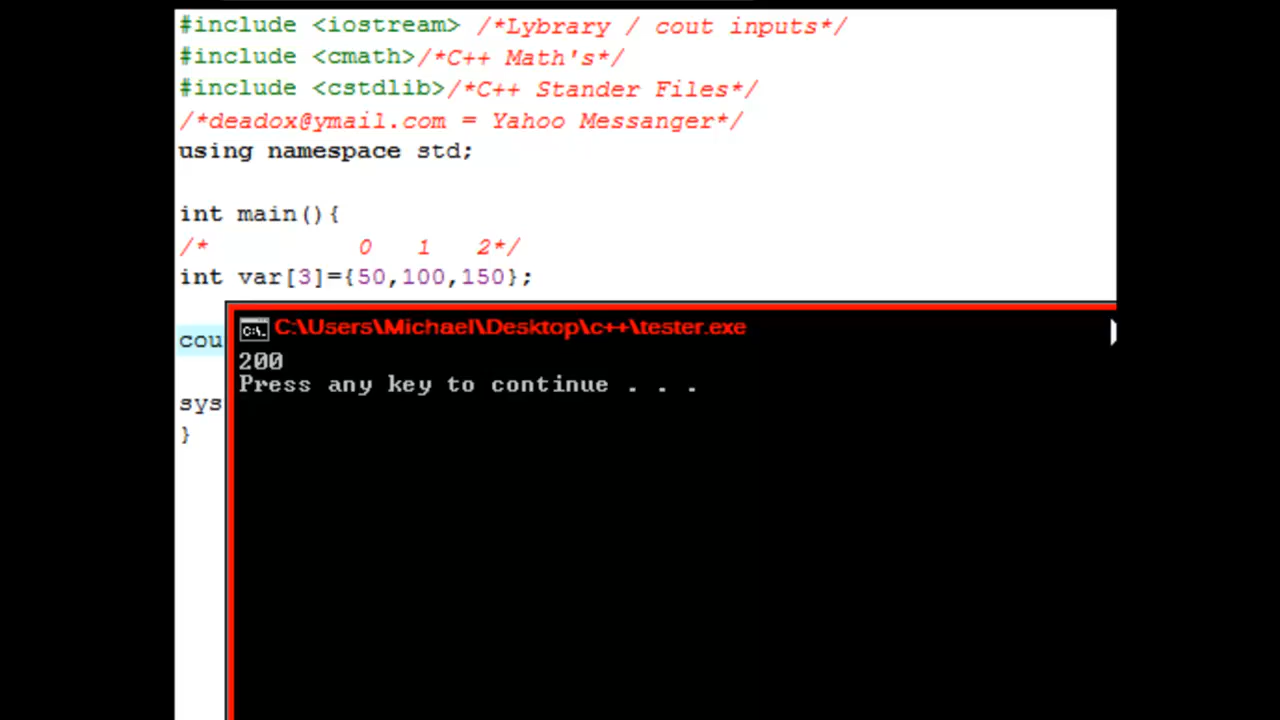 #include <iostream> /*Lybrary / cout inputs*/
#include <cmath>/*C++ Math's*/
#include <cstdlib>/*C++ Stander Files*/
/*deadox@ymail.com = Yahoo Messanger*/
using namespace std;
int main(){
/* 0 1 2*/
int var[3]={50,100,150};
C:\Users\Michael\Desktop\c++\tester.exe
cou
200
Press any key to continue . . .
sys
}